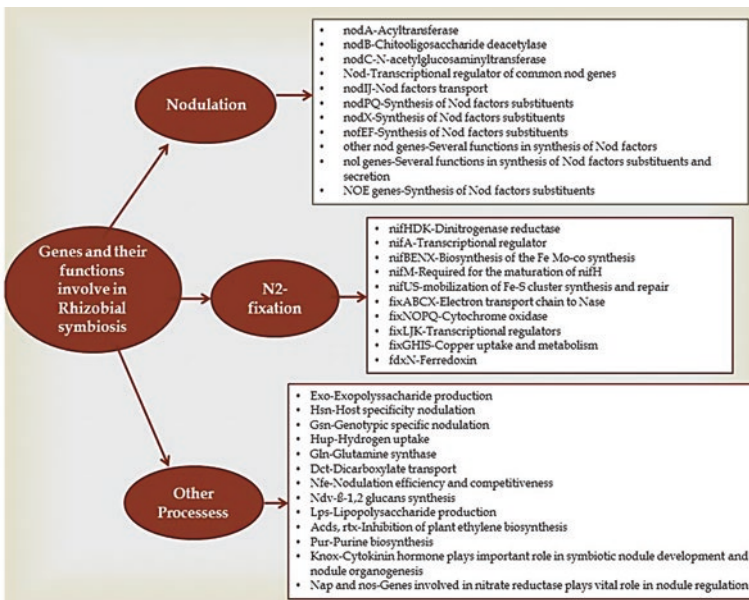 Nodulation
nodA-Acyltransferase
nodB-Chitooligosaccharide deacetylase
nodC-N-acetylglucosaminyltransferase
Nod-Transcriptional regulator of common nod genes
nodIJ-Nod factors transport
nodPQ-Synthesis of Nod factors substituents
nodX-Synthesis of Nod factors substituents
nofEF-Synthesis of Nod factors substituents
other nod genes-Several functions in synthesis of Nod factors
nol genes-Several functions in synthesis of Nod factors substituents and
secretion
NOE genes-Synthesis of Nod factors substituents
Genes and their
functions
involve in
Rhizobial
symbiosis
N2-
fixation
nifHDK-Dinitrogenase reductase
nifA-Transcriptional regulator
nifBENX-Biosynthesis of the Fe Mo-co synthesis
nifM-Required for the maturation of nifH
nifUS-mobilization of Fe-S cluster synthesis and repair
fixABCX-Electron transport chain to Nase
fixNOPQ-Cytochrome oxidase
fixLJK-Transcriptional regulators
fixGHIS-Copper uptake and metabolism
fdxN-Ferredoxin
Other
Processess
Exo-Exopolyssacharide production
Hsn-Host specificity nodulation
Gsn-Genotypic specific nodulation
Hup-Hydrogen uptake
Gln-Glutamine synthase
Dct-Dicarboxylate transport
Nfe-Nodulation efficiency and competitiveness
Ndv-ß-1,2 glucans synthesis
Lps-Lipopolysaccharide production
Acds, rtx-Inhibition of plant ethylene biosynthesis
Pur-Purine biosynthesis
Knox-Cytokinin hormone plays important role in symbiotic nodule development and
nodule organogenesis
Nap and nos-Genes involved in nitrate reductase plays vital role in nodule regulation